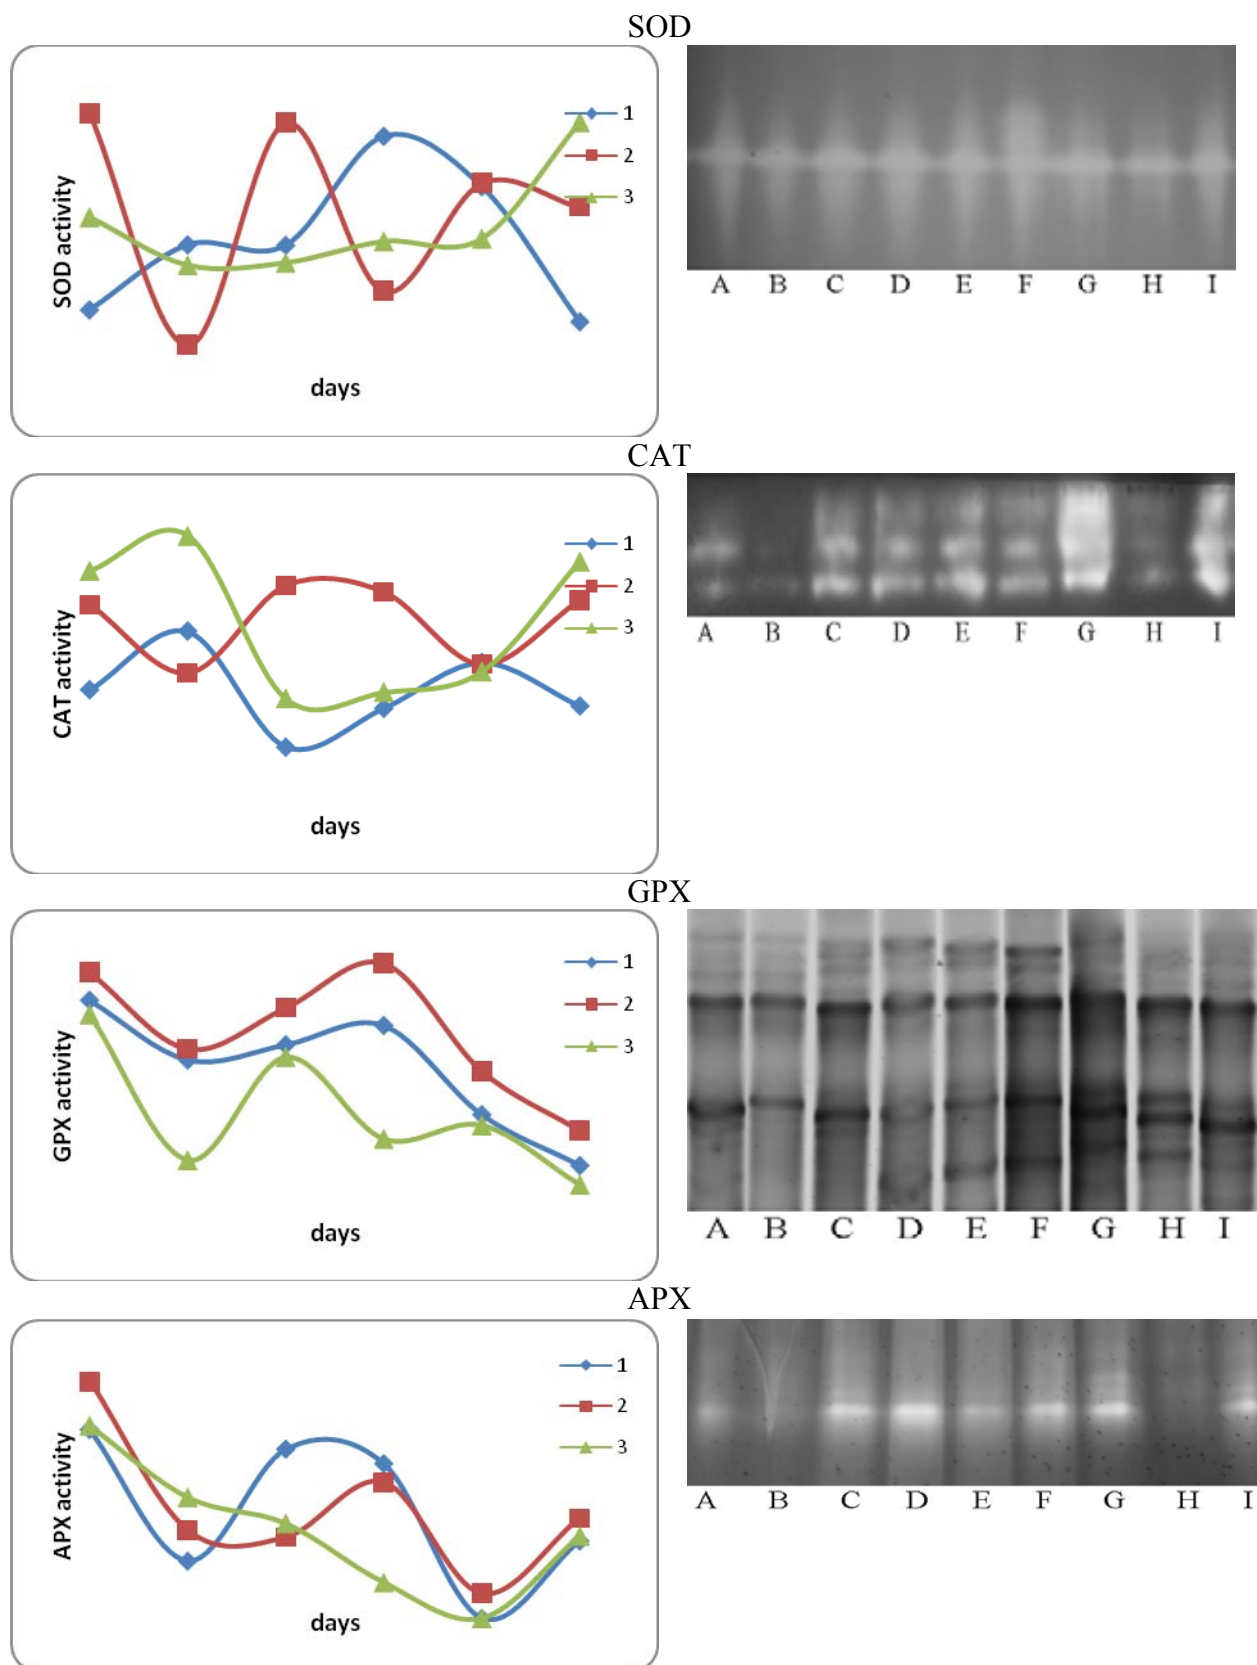 SOD
SOD activity
1
2
3
days
A B C D E F G H I
CAT
CAT activity
1
2
3
days
A B C D E F G H I
GPX
GPX activity
1
2
3
days
A B C D E F G H I
APX
APX activity
1
2
3
days
A B C D E F G H I